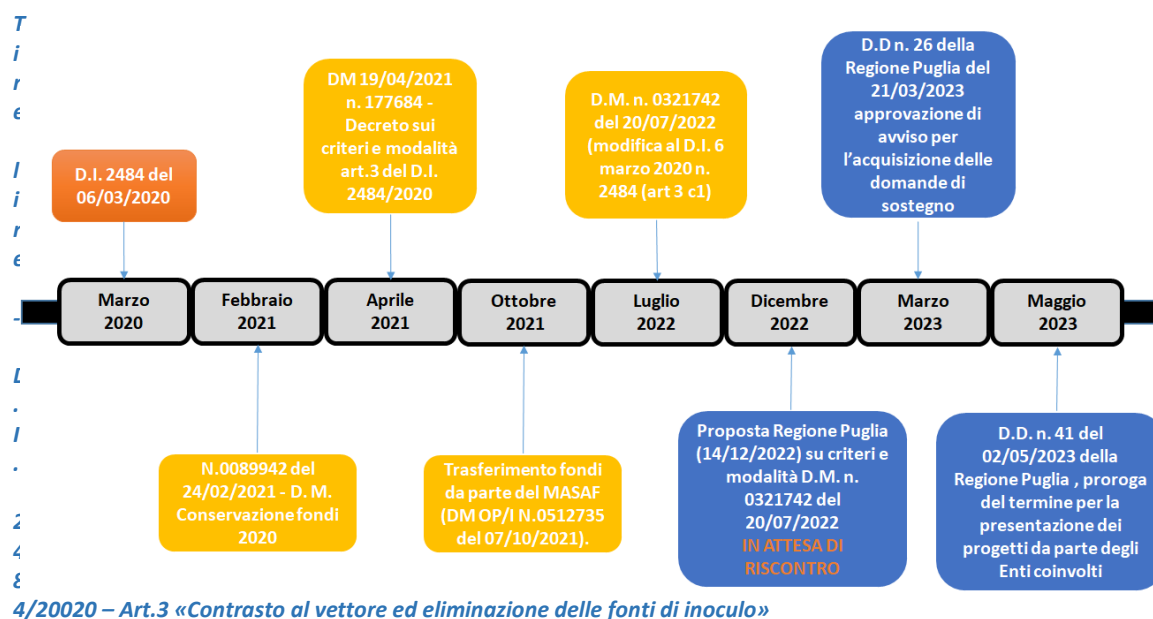 Time line - D.I. 248
4/20020 – Art.3 «Contrasto al vettore ed eliminazione delle fonti di inoculo»
D.I. 2484 del
06/03/2020
DM 19/04/2021
n. 177684 -
Decreto sui
criteri e modalità
art.3 del D.I.
2484/2020
D.M. n. 0321742
del 20/07/2022
(modifica al D.I. 6
marzo 2020 n.
2484 (art 3 c1)
D.D n. 26 della
Regione Puglia del
21/03/2023
approvazione di
avviso per
l’acquisizione delle
domande di
sostegno
Marzo
2020
Febbraio
2021
Aprile
2021
Ottobre
2021
Luglio
2022
Dicembre
2022
Marzo
2023
Maggio
2023
N.0089942 del
24/02/2021 - D. M.
Conservazione fondi
2020
Trasferimento fondi
da parte del MASAF
(DM OP/I N.0512735
del 07/10/2021).
Proposta Regione Puglia
(14/12/2022) su criteri e
modalità D.M. n.
0321742 del
20/07/2022
IN ATTESA DI
RISCONTRO
D.D. n. 41 del
02/05/2023 della
Regione Puglia , proroga
del termine per la
presentazione dei
progetti da parte degli
Enti coinvolti